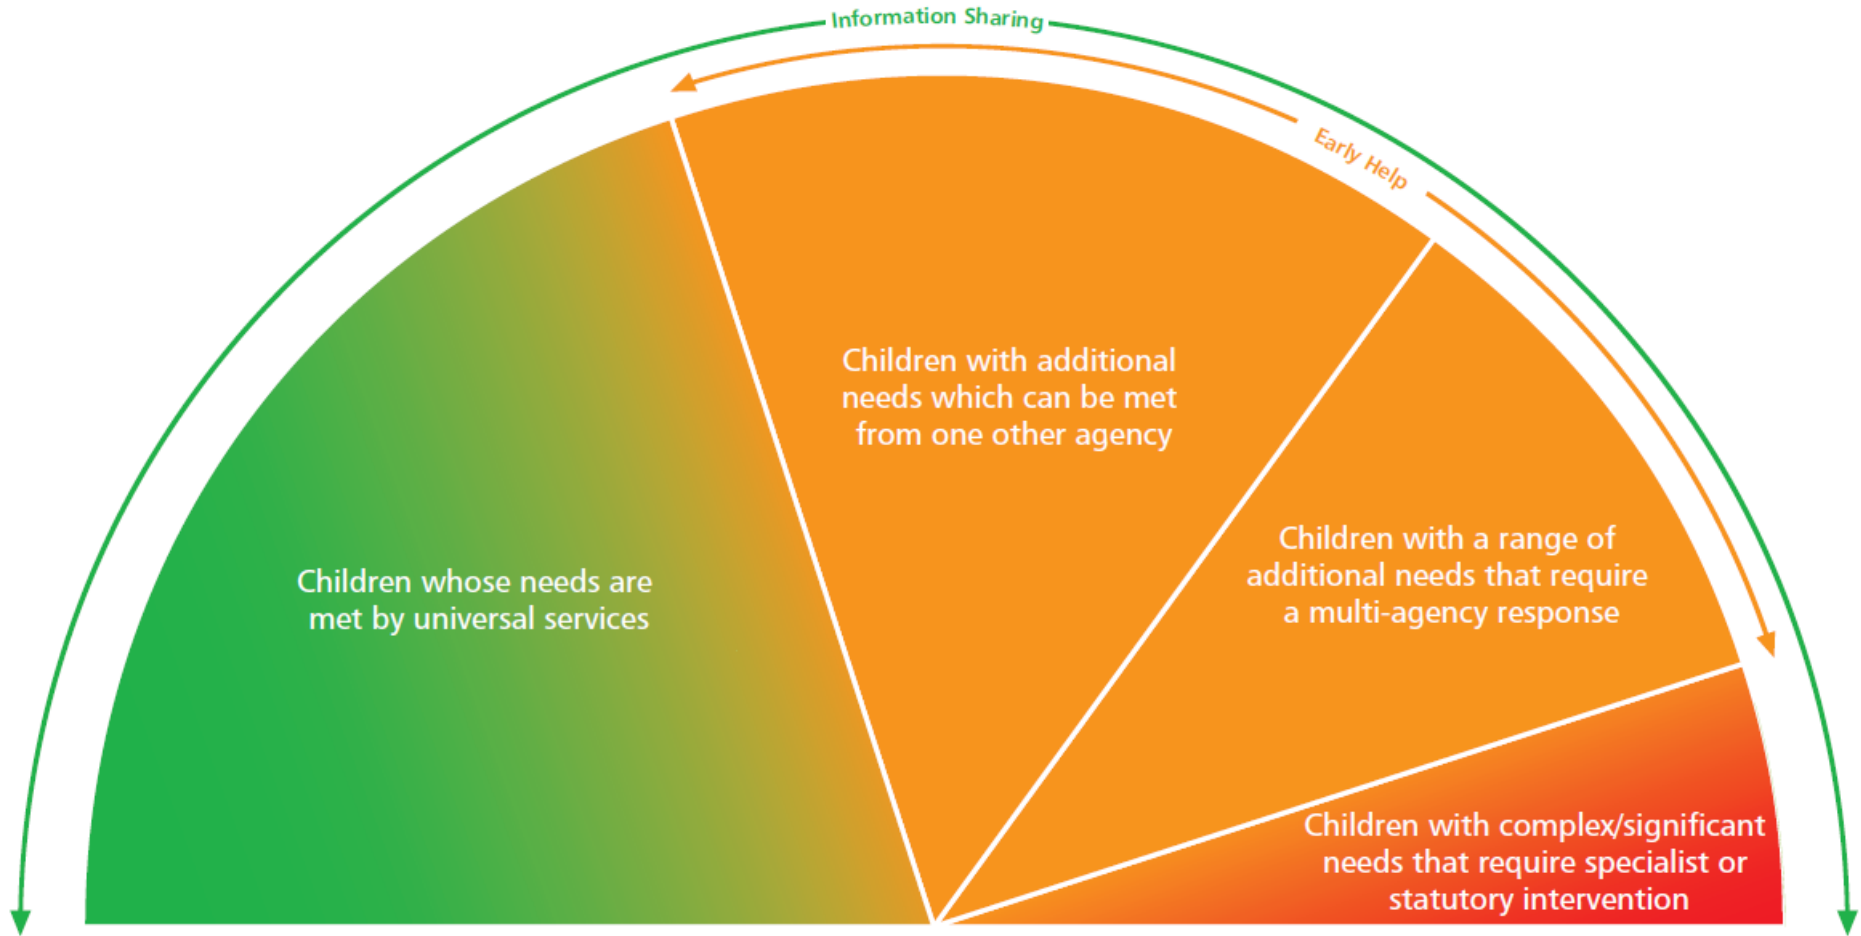 Information Sharing
Early Help
Children with additional
needs which can be met
from one other agency
Children with a range of
additional needs that require
a multi-agency response
Children whose needs are
met by universal services
Children with complex/significant
needs that require specialist or
statutory intervention